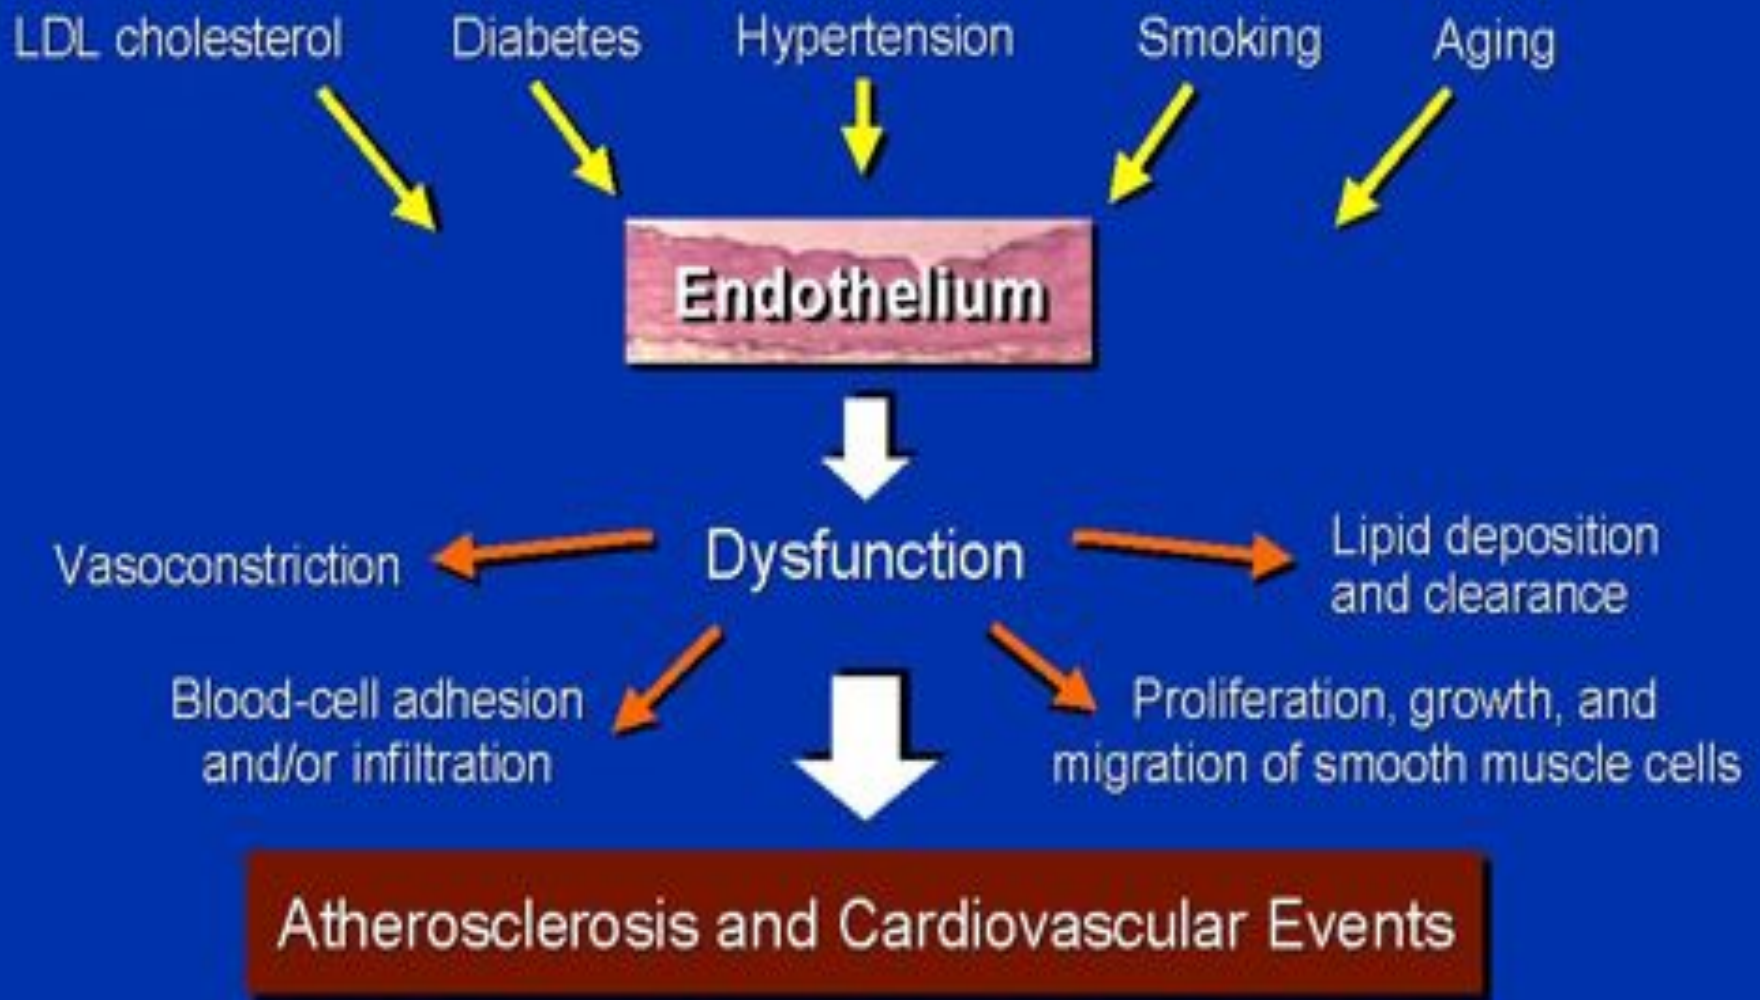 LDL cholesterol
Diabetes
Hypertension
Smoking
Aging
Endothelium
Dysfunction
Vasoconstriction
Lipid deposition
and clearance
Blood-cell adhesion
and/or infiltration
Proliferation, growth, and
migration of smooth muscle cells
Atherosclerosis and Cardiovascular Events